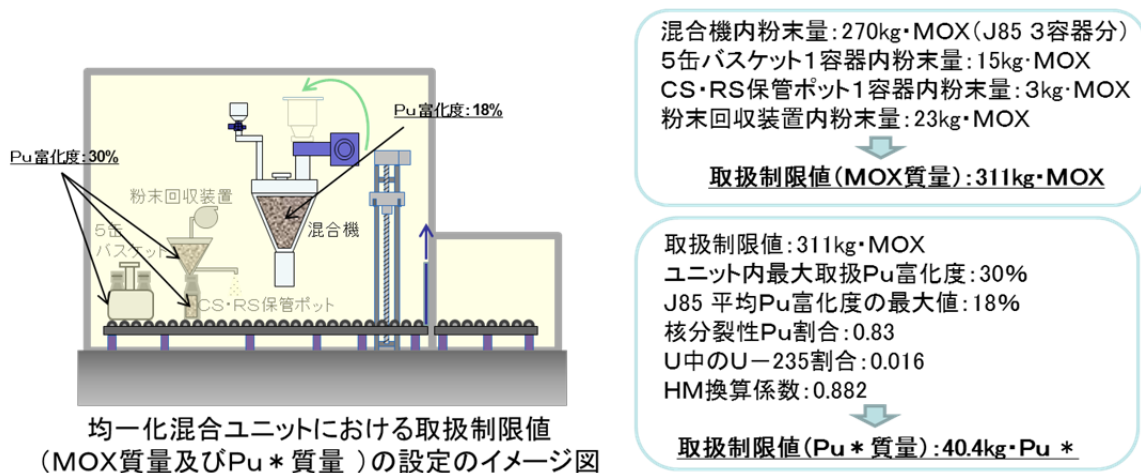 Pu富化度：18%
Pu富化度：30%
粉末回収装置
5缶
バスケット
混合機
CS・RS保管ポット
均一化混合ユニットにおける取扱制限値
（MOX質量及びPu＊質量 ）の設定のイメージ図
混合機内粉末量：270kg・MOX（J85 3容器分）
5缶バスケット1容器内粉末量：15kg・MOX
CS・RS保管ポット1容器内粉末量：3kg・MOX
粉末回収装置内粉末量：23kg・MOX
取扱制限値（MOX質量）：311kg・MOX
取扱制限値：311kg・MOX
ユニット内最大取扱Pu富化度：30%
J85 平均Pu富化度の最大値：18%
核分裂性Pu割合：0.83
U中のU－235割合：0.016
HM換算係数：0.882
取扱制限値（Pu＊質量）：40.4kg・Pu＊